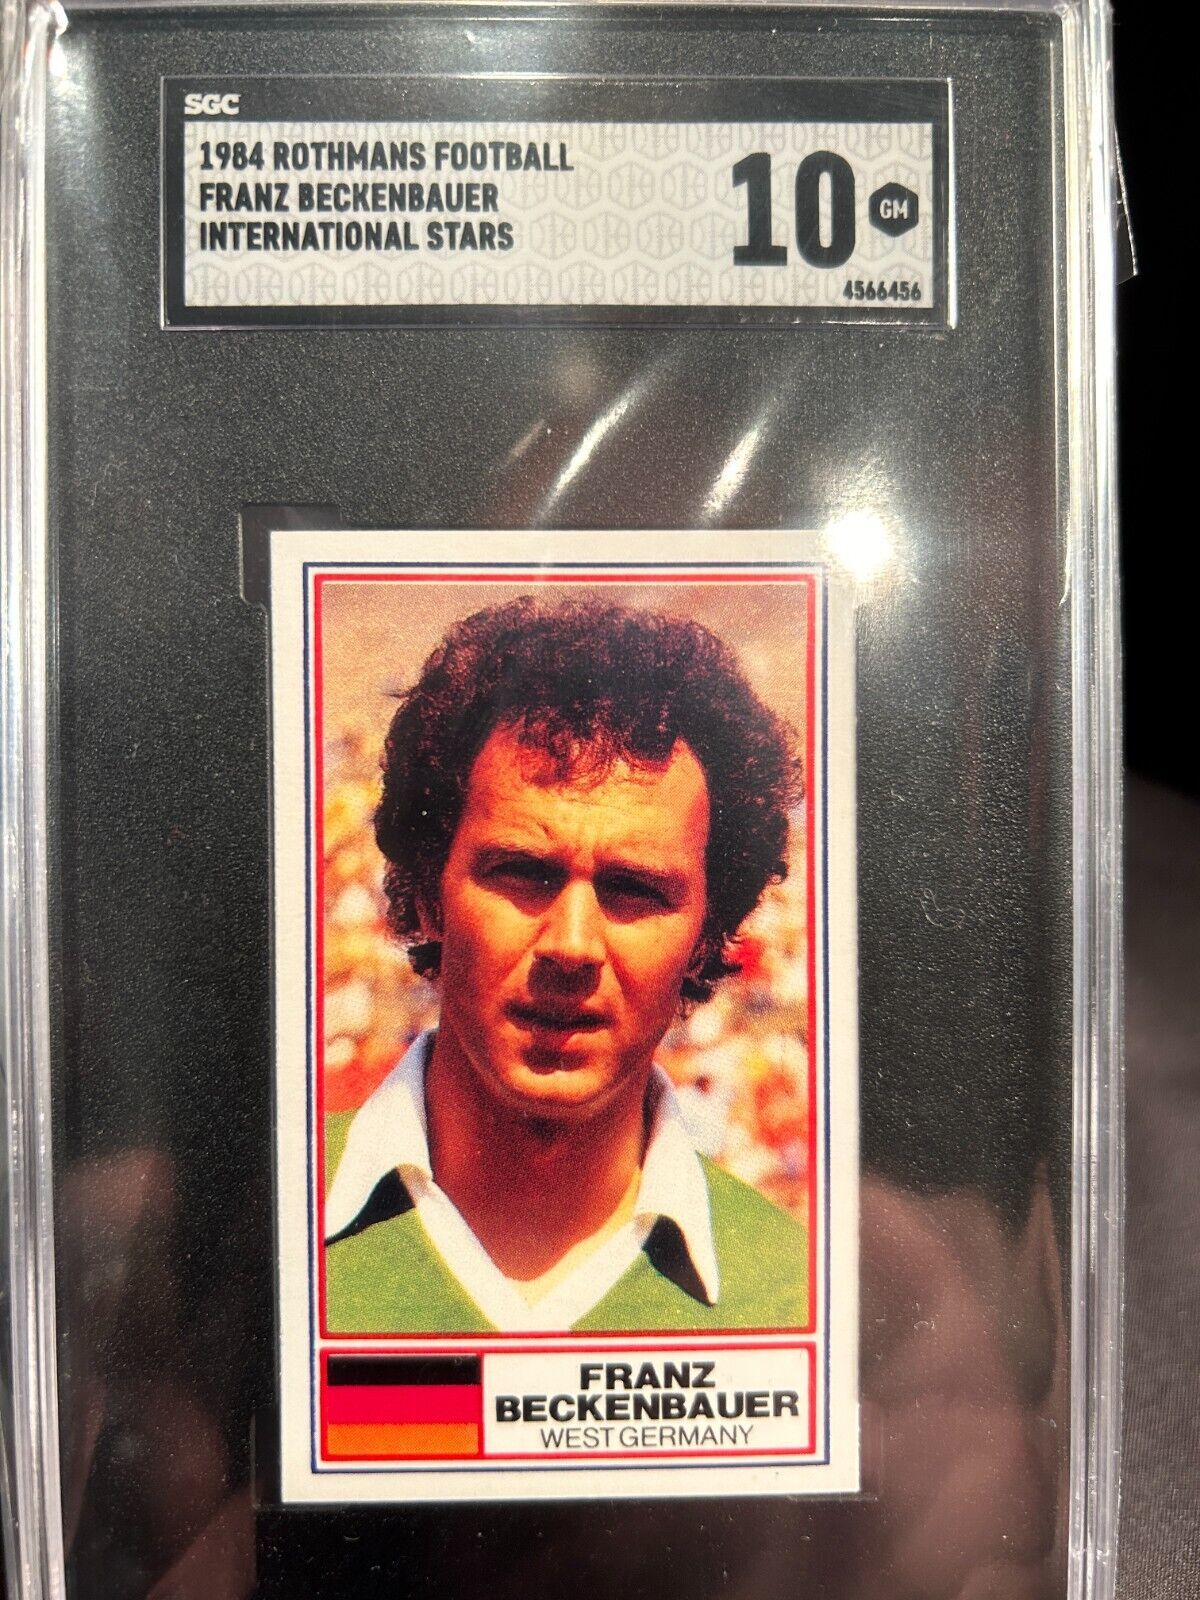 SGC
1984 ROTHMANS FOOTBALL
FRANZ BECKENBAUER
INTERNATIONAL STARS
10
GM
4566456
FRANZ
BECKENBAUER
WEST GERMANY